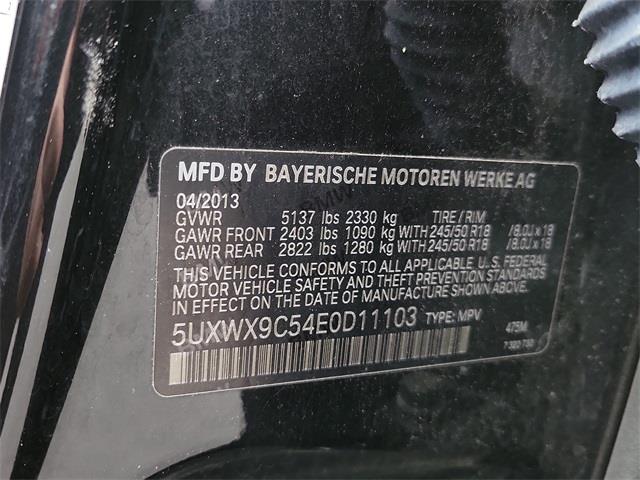 MFD BY BAYERISCHE MOTOREN WERKE AG
04/2013
GVWR 5137 lbs 2330 kg TIRE/RIM
GAWR FRONT 2403 lbs 1090 kg WITH 245/50 R18 /8.0J x 18
GAWR REAR 2822 lbs 1280 kg WITH 245/50 R18 /8.0J x 18
THIS VEHICLE CONFORMS TO ALL APPLICABLE U.S. FEDERAL
MOTOR VEHICLE SAFETY AND THEFT PREVENTION STANDARDS
IN EFFECT ON THE DATE OF MANUFACTURE SHOWN ABOVE.
5UXWX9C54E0D11103 TYPE: MPV 475M